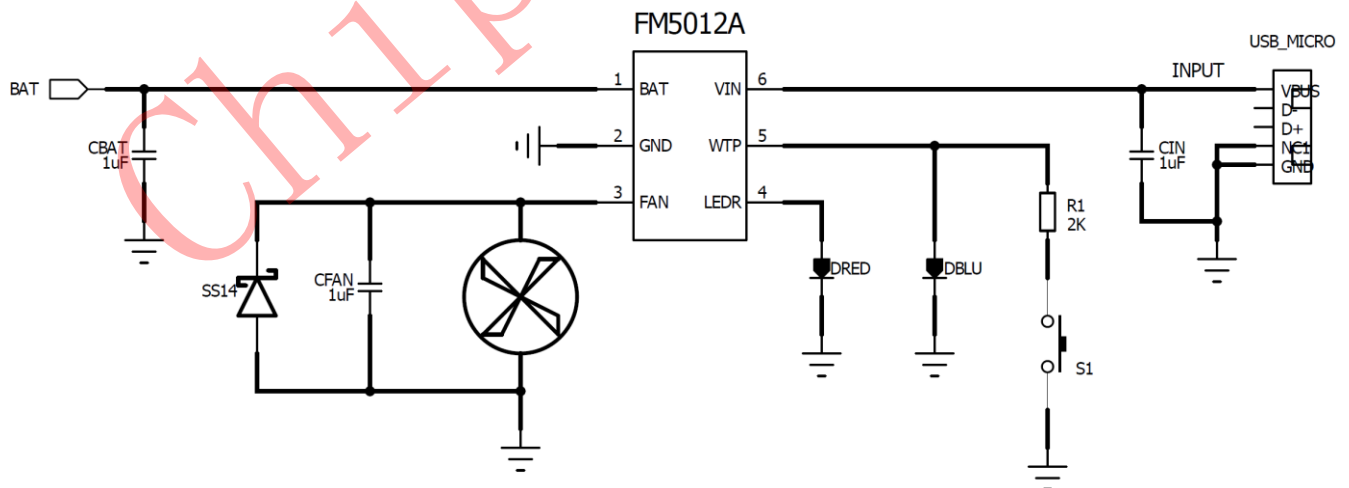 FM5012A
USB_MICRO
BAT
1
BAT
VIN
6
INPUT
VBUS
D-
D+
NC1
GND
CBAT
1uF
2
GND
WTP
5
CIN
1uF
3
FAN
LEDR
4
R1
2K
SS14
CFAN
1uF
DRED
DBLU
S1
Chip